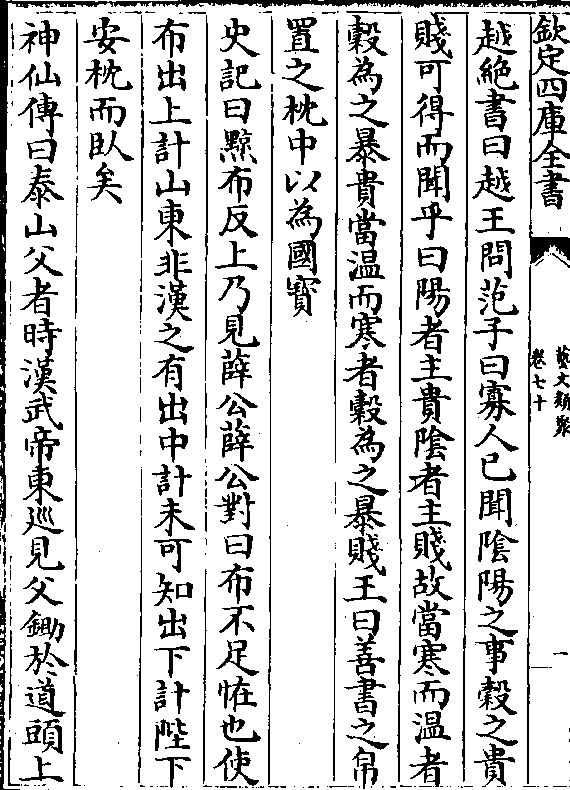 欽定四庫全書
藝文類聚
卷七十
一
越絶書曰越王問范子曰寡人已聞陰陽之事穀之貴
賤可得而聞乎曰陽者主貴陰者主賤故當寒而温者
穀為之暴貴當温而寒者穀為之暴賤王曰善書之帛
置之枕中以為國寳
史記曰黥布反上乃見薛公薛公對曰布不足恠也使
布出上計山東非漢之有出中計未可知出下計陛下
安枕而臥矣
神仙傳曰泰山父者時漢武帝東廵見父鋤於道頭上